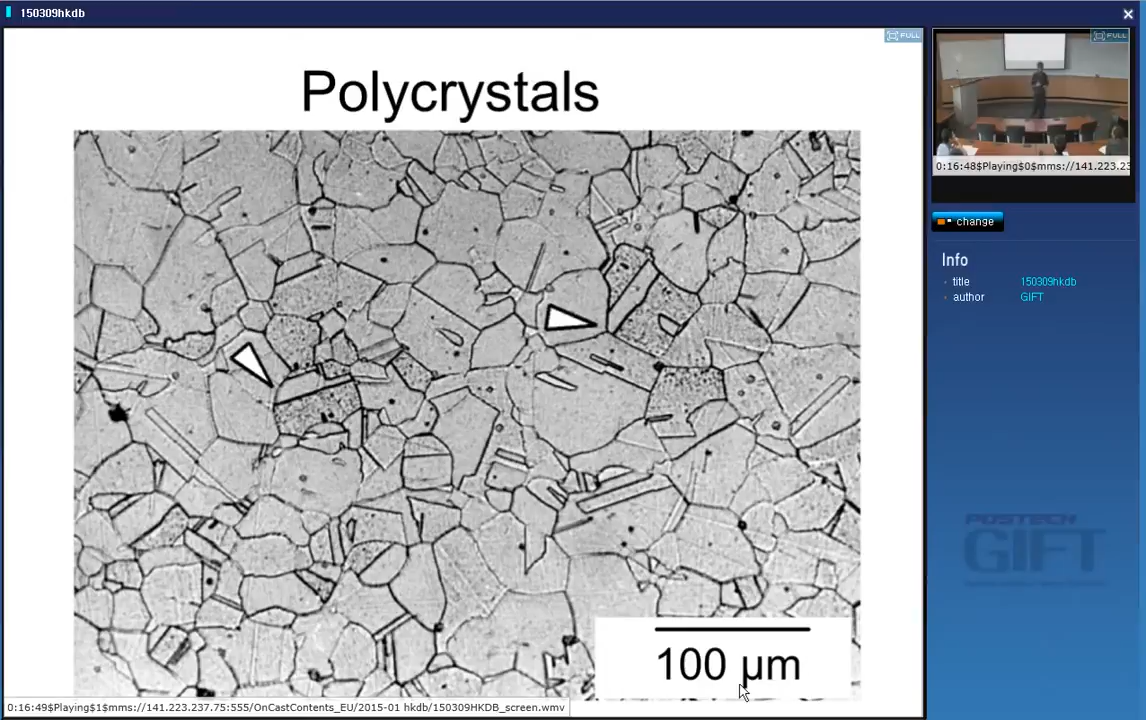 150309hkdb
FULL
Polycrystals
100 µm
0:16:49$Playing$1$mms://141.223.237.75:555/OnCastContents_EU/2015-01 hkdb/150309HKDB_screen.wmv
FULL
0:16:48$Playing$0$mms://141.223.23
change
Info
title 150309hkdb
author GIFT
POSTECH
GIFT